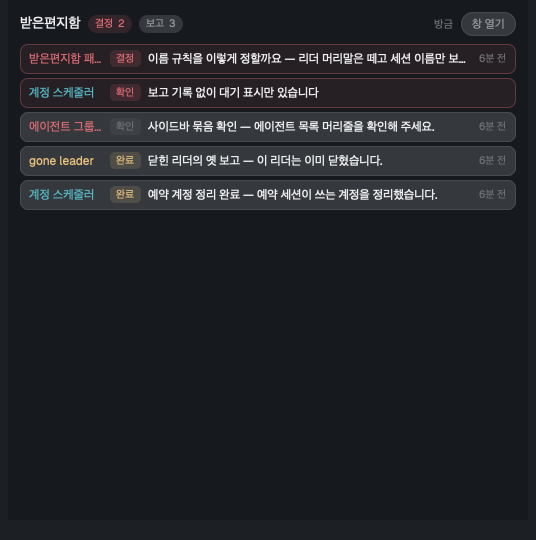 받은편지함 결정 2 보고 3 방금 창 열기
받은편지함 패... 결정 이름 규칙을 이렇게 정할까요 — 리더 머리말은 떼고 세션 이름만 보... 6분 전
계정 스케줄러 확인 보고 기록 없이 대기 표시만 있습니다
에이전트 그룹... 확인 사이드바 묶음 확인 — 에이전트 목록 머리줄을 확인해 주세요. 6분 전
gone leader 완료 닫힌 리더의 옛 보고 — 이 리더는 이미 닫혔습니다. 6분 전
계정 스케줄러 완료 예약 계정 정리 완료 — 예약 세션이 쓰는 계정을 정리했습니다. 6분 전